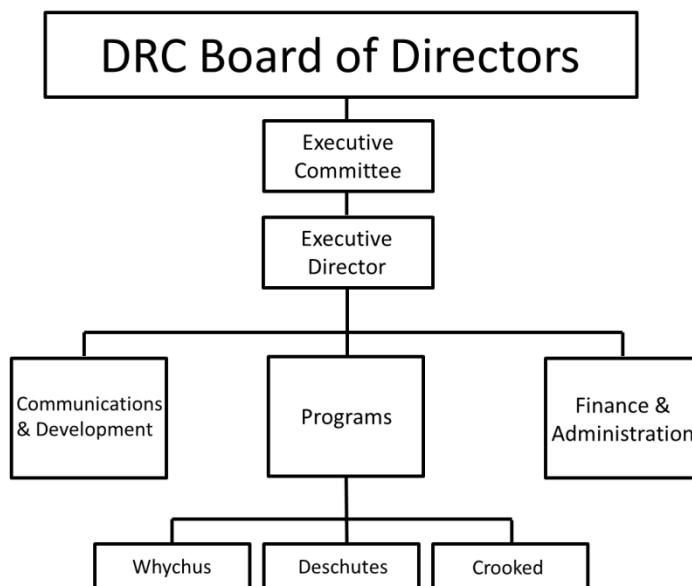 DRC Board of Directors
Executive
Committee
Executive
Director
Communications
& Development
Programs
Finance &
Administration
Whychus
Deschutes
Crooked